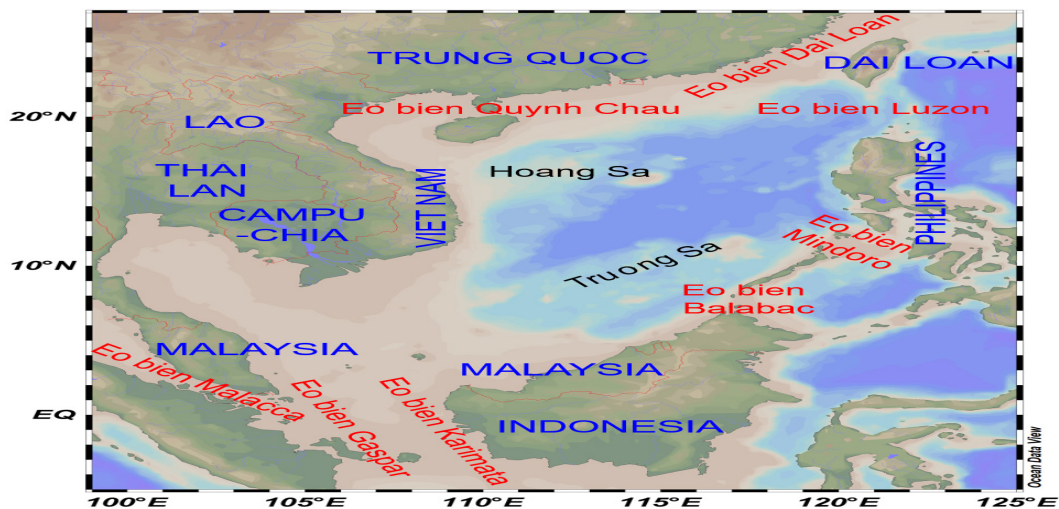 TRUNG QUOC
Eo bien Dai Loan
DAI LOAN
20°N
Eo bien Quynh Chau
Eo bien Luzon
LAO
THAI
LAN
VIET NAM
Hoang Sa
PHILIPPINES
CAMPU
-CHIA
Eo bien
Mindoro
10°N
Truong Sa
Eo bien
Balabac
MALAYSIA
MALAYSIA
Eo bien Malacca
Eo bien Gaspar
Eo bien Karimata
EQ
INDONESIA
Ocean Data View
100°E
105°E
110°E
115°E
120°E
125°E